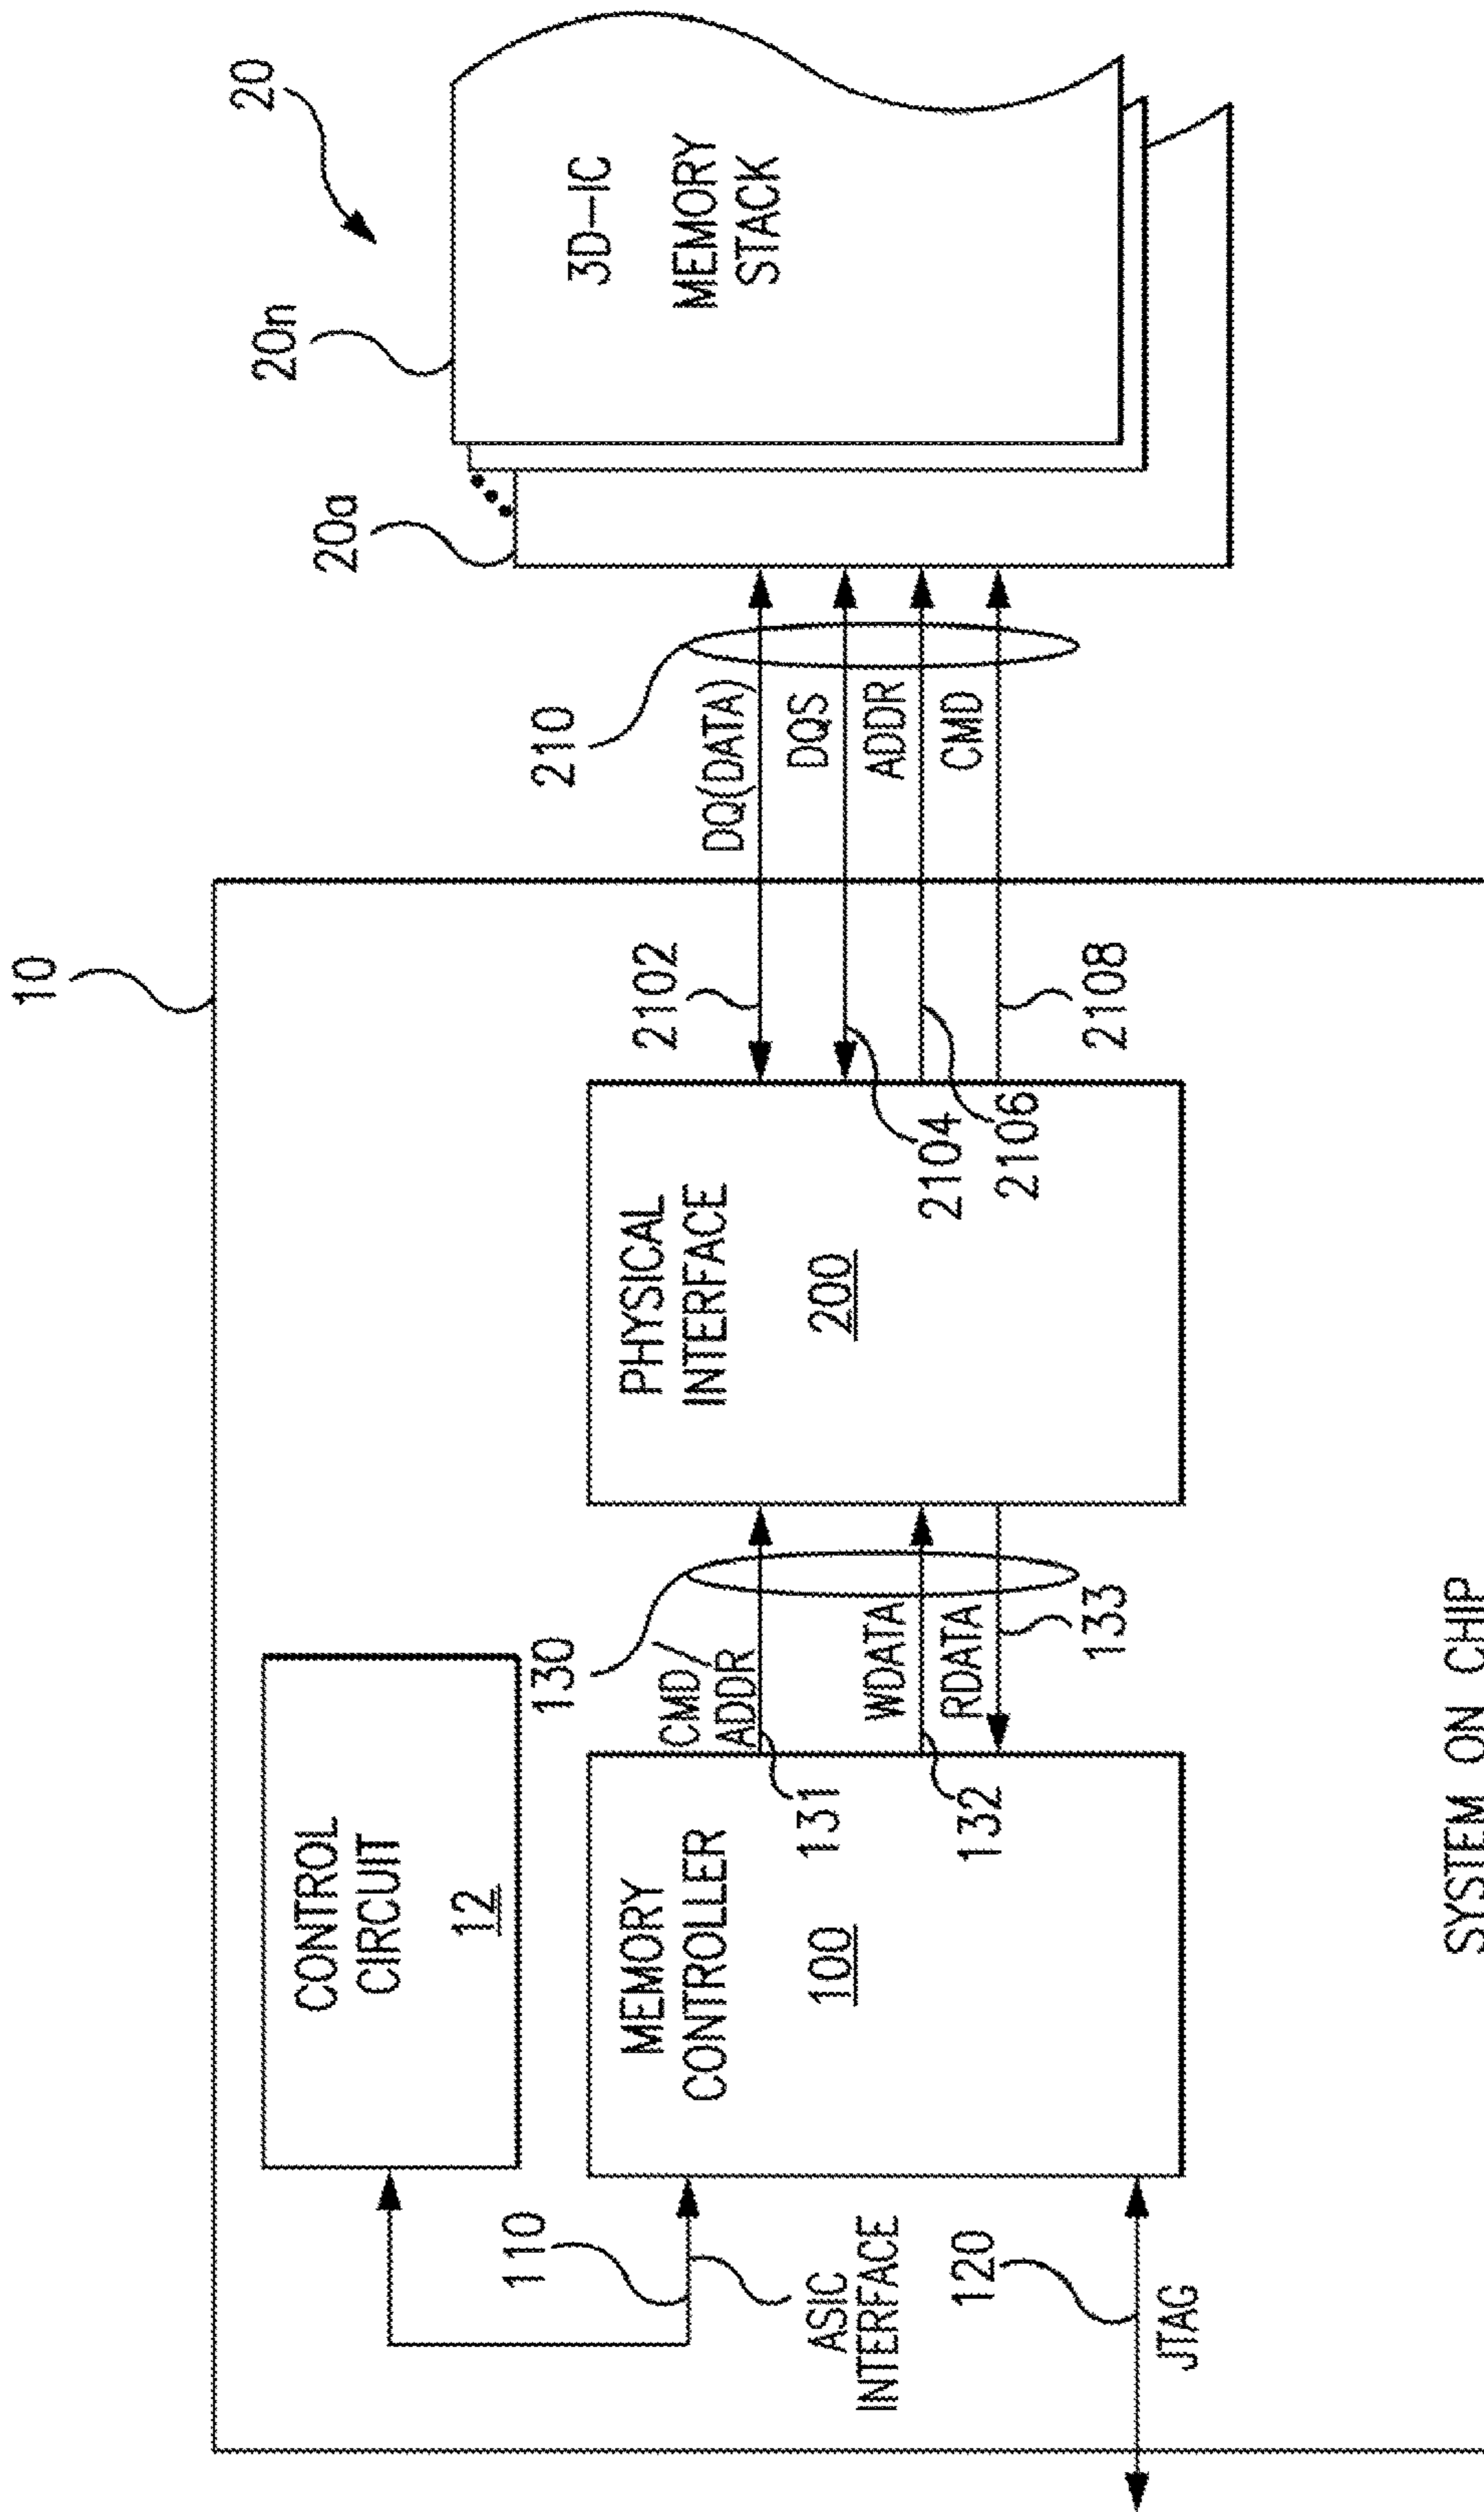 10
20
CONTROL
CIRCUIT
12
20n
20a
3D-IC
MEMORY
STACK
110
130
210
MEMORY
CONTROLLER
100
CMD/
ADDR
131
PHYSICAL
INTERFACE
200
2102
DQ(DATA)
DQS
ADDR
CMD
ASIC
INTERFACE
WDATA
RDATA
132
133
2104
2106
2108
120
JTAG
SYSTEM ON CHIP